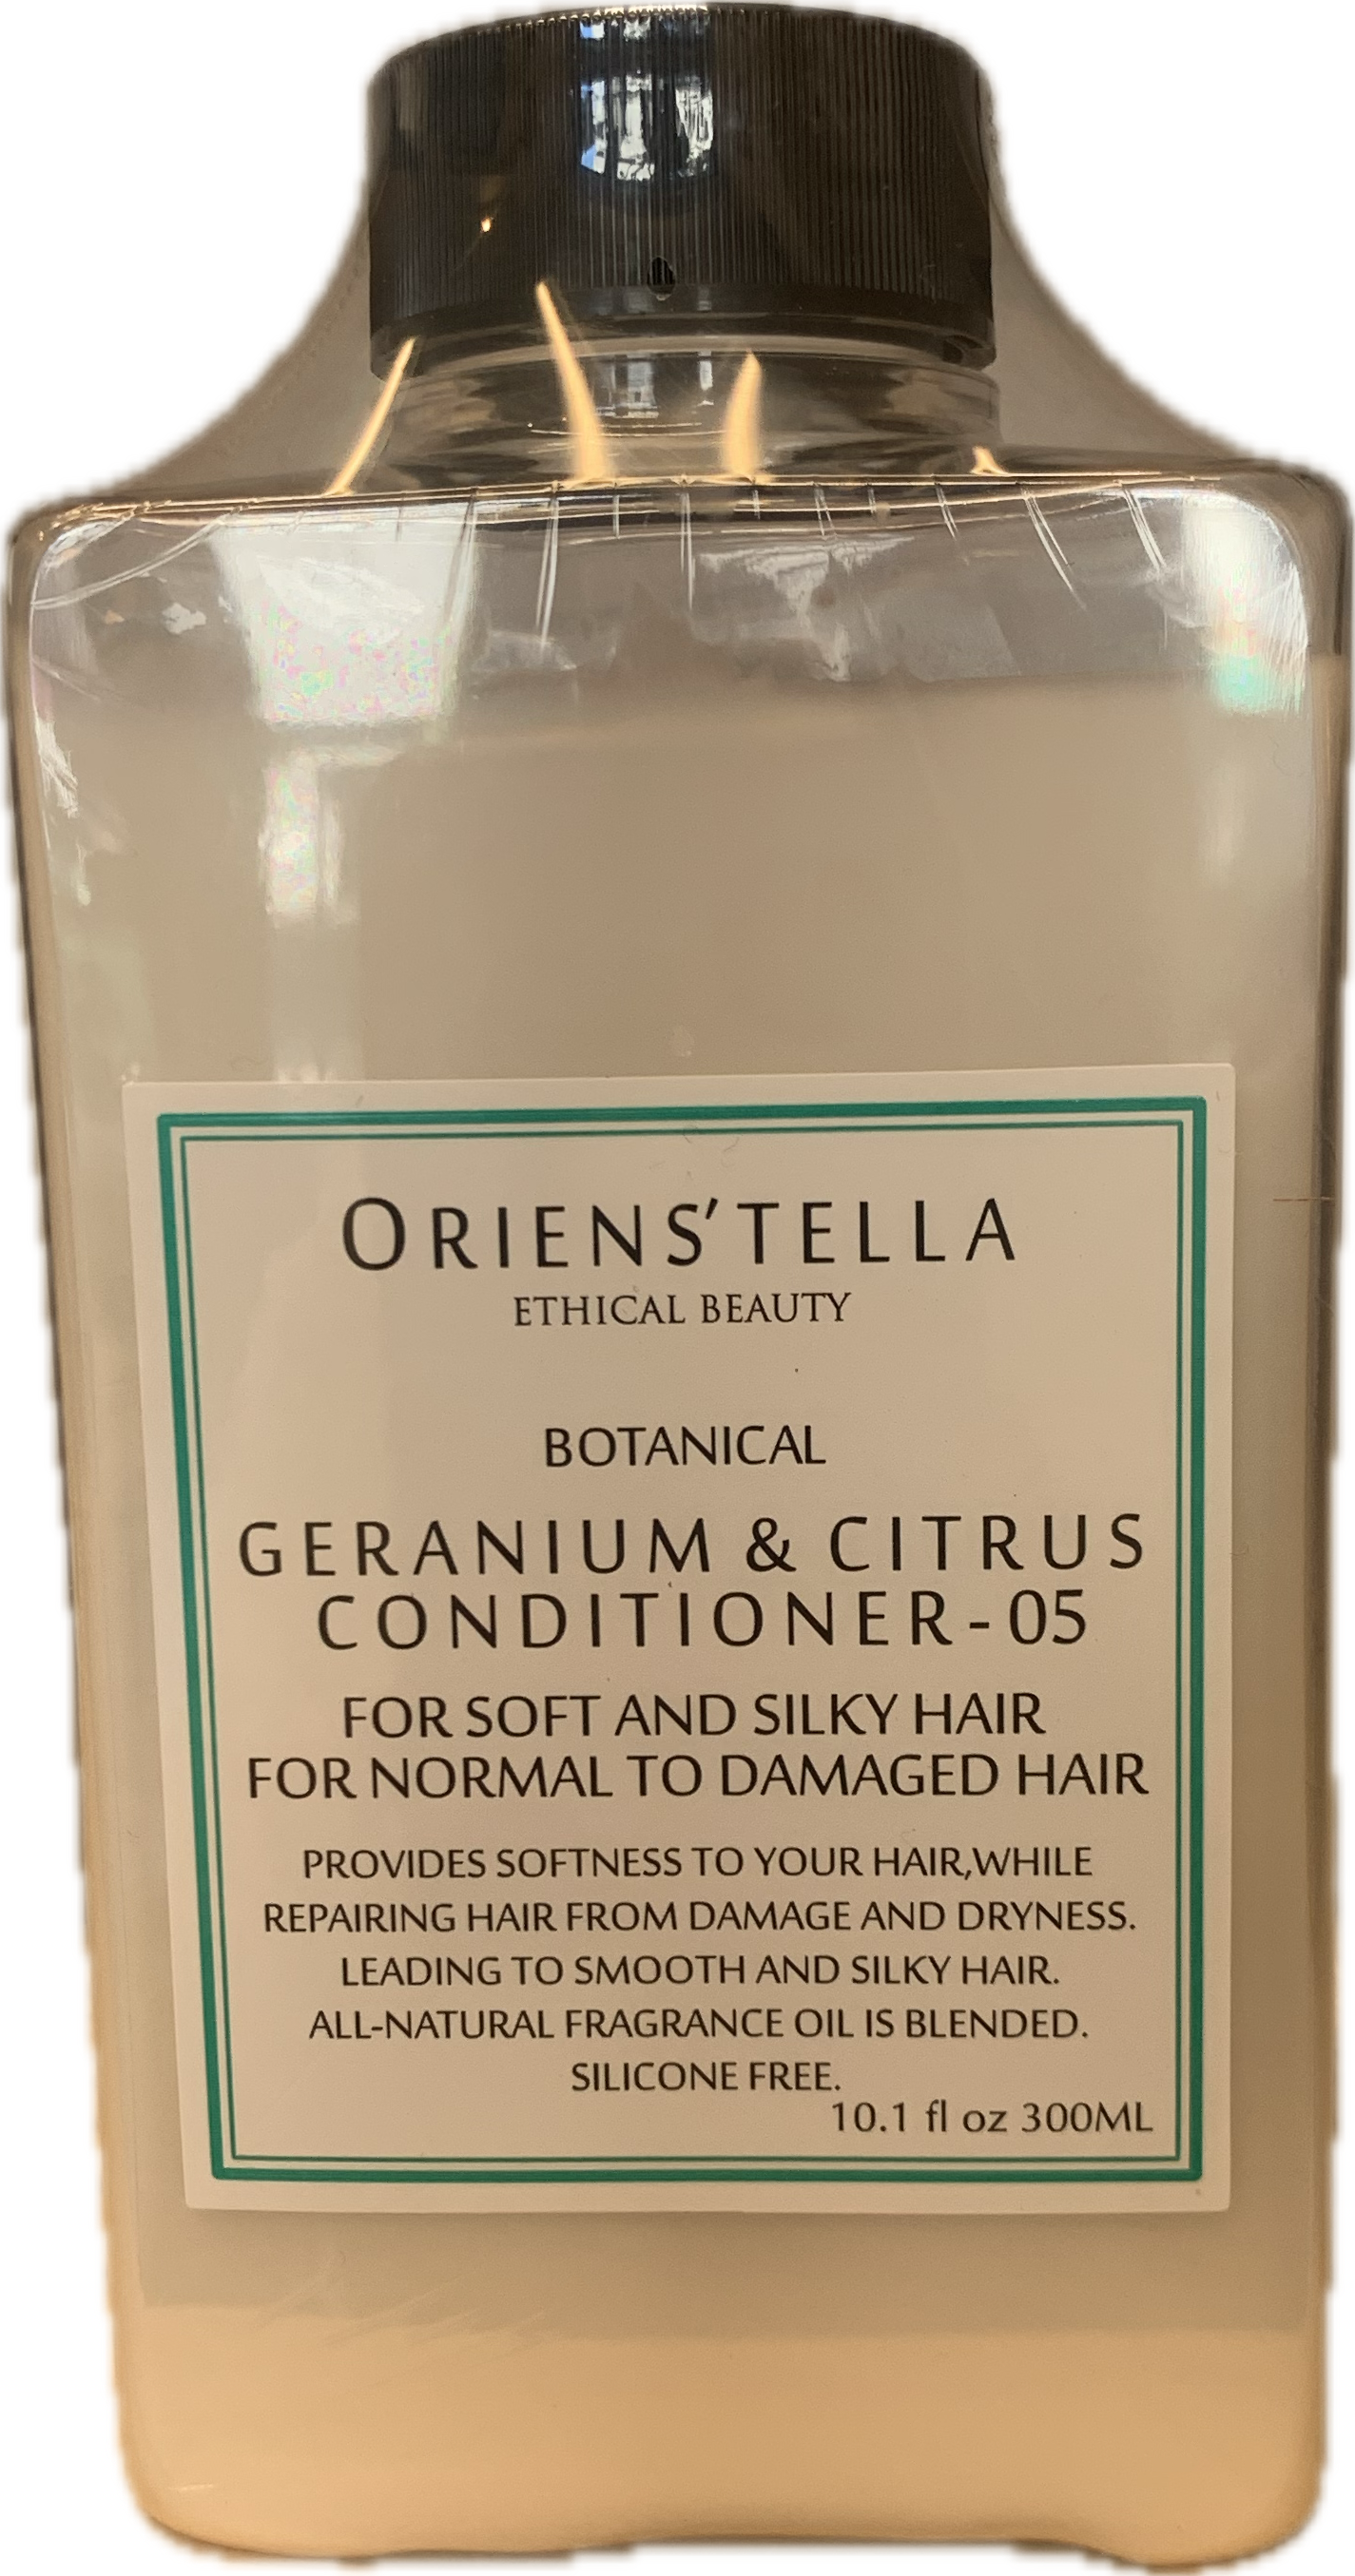 ORIENS'TELLA
ETHICAL BEAUTY
BOTANICAL
GERANIUM & CITRUS
CONDITIONER-05
FOR SOFT AND SILKY HAIR
FOR NORMAL TO DAMAGED HAIR
PROVIDES SOFTNESS TO YOUR HAIR,WHILE
REPAIRING HAIR FROM DAMAGE AND DRYNESS.
LEADING TO SMOOTH AND SILKY HAIR.
ALL-NATURAL FRAGRANCE OIL IS BLENDED.
SILICONE FREE.
10.1 fl oz 300ML